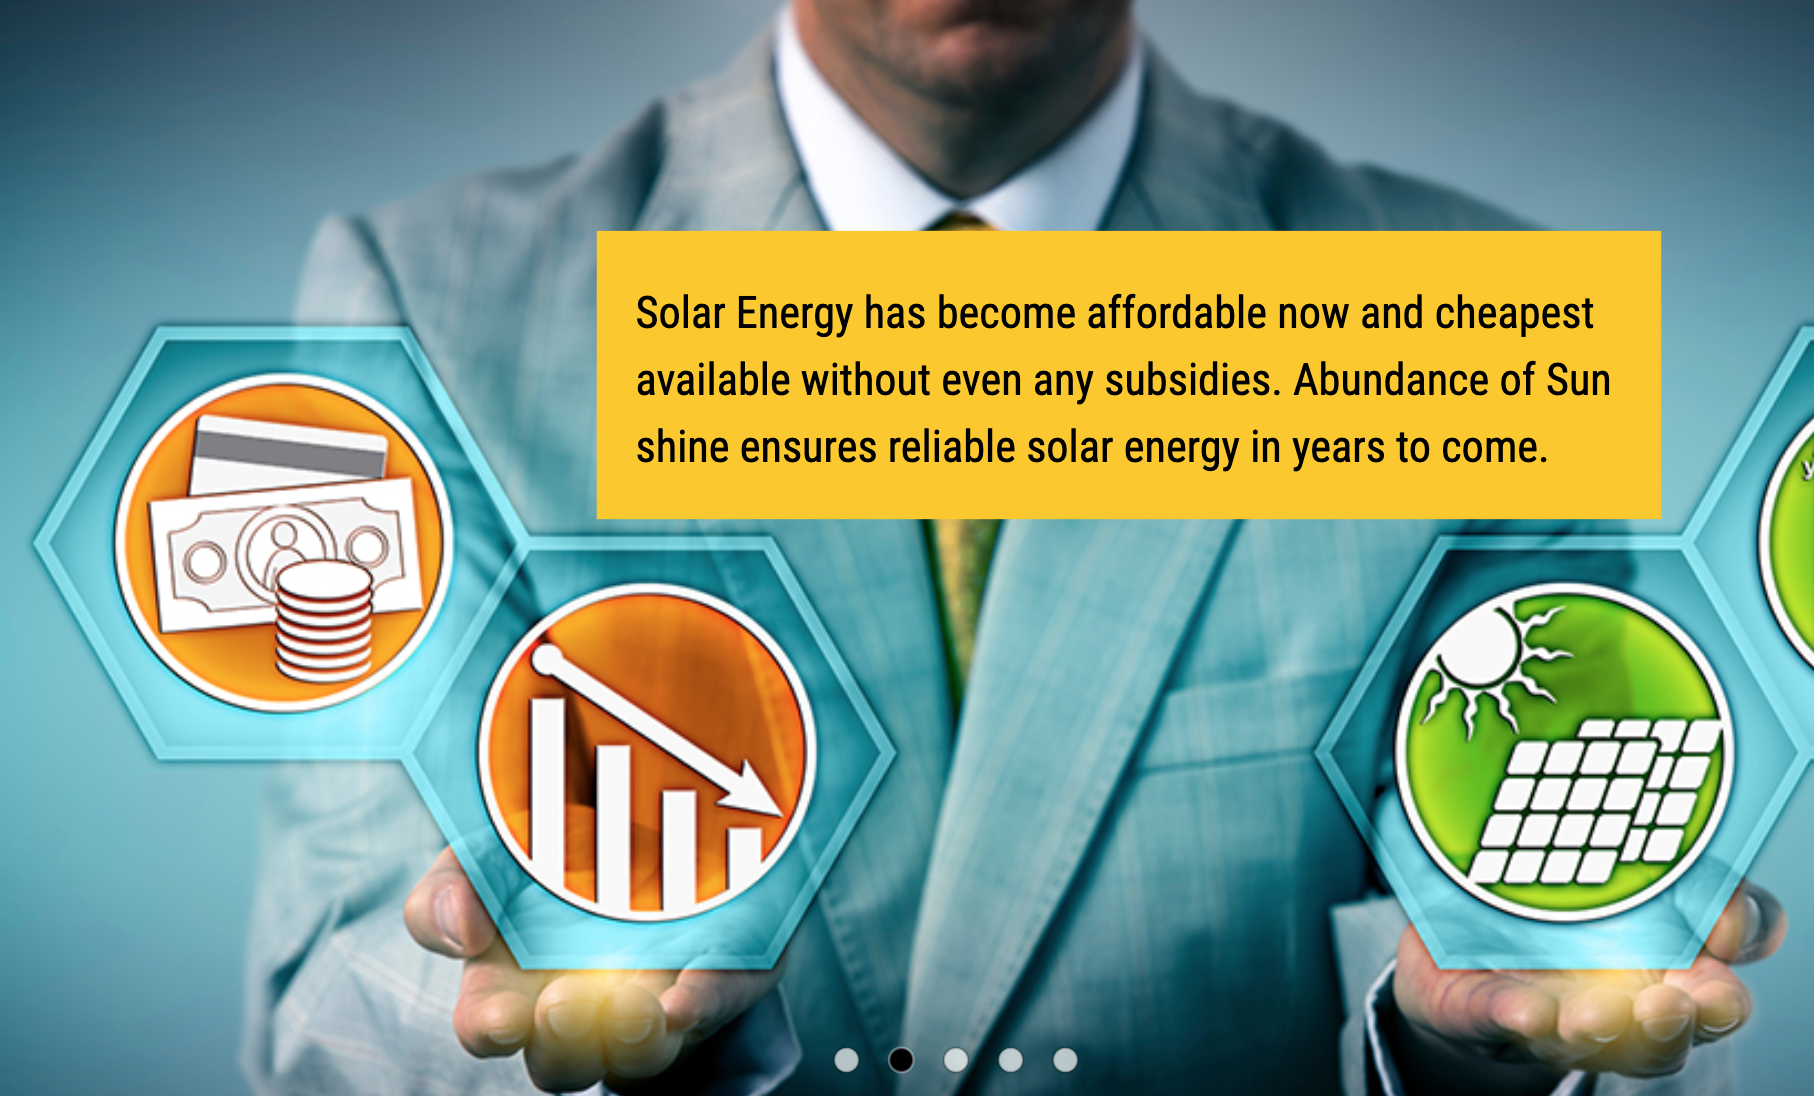 Solar Energy has become affordable now and cheapest
available without even any subsidies. Abundance of Sun
shine ensures reliable solar energy in years to come.